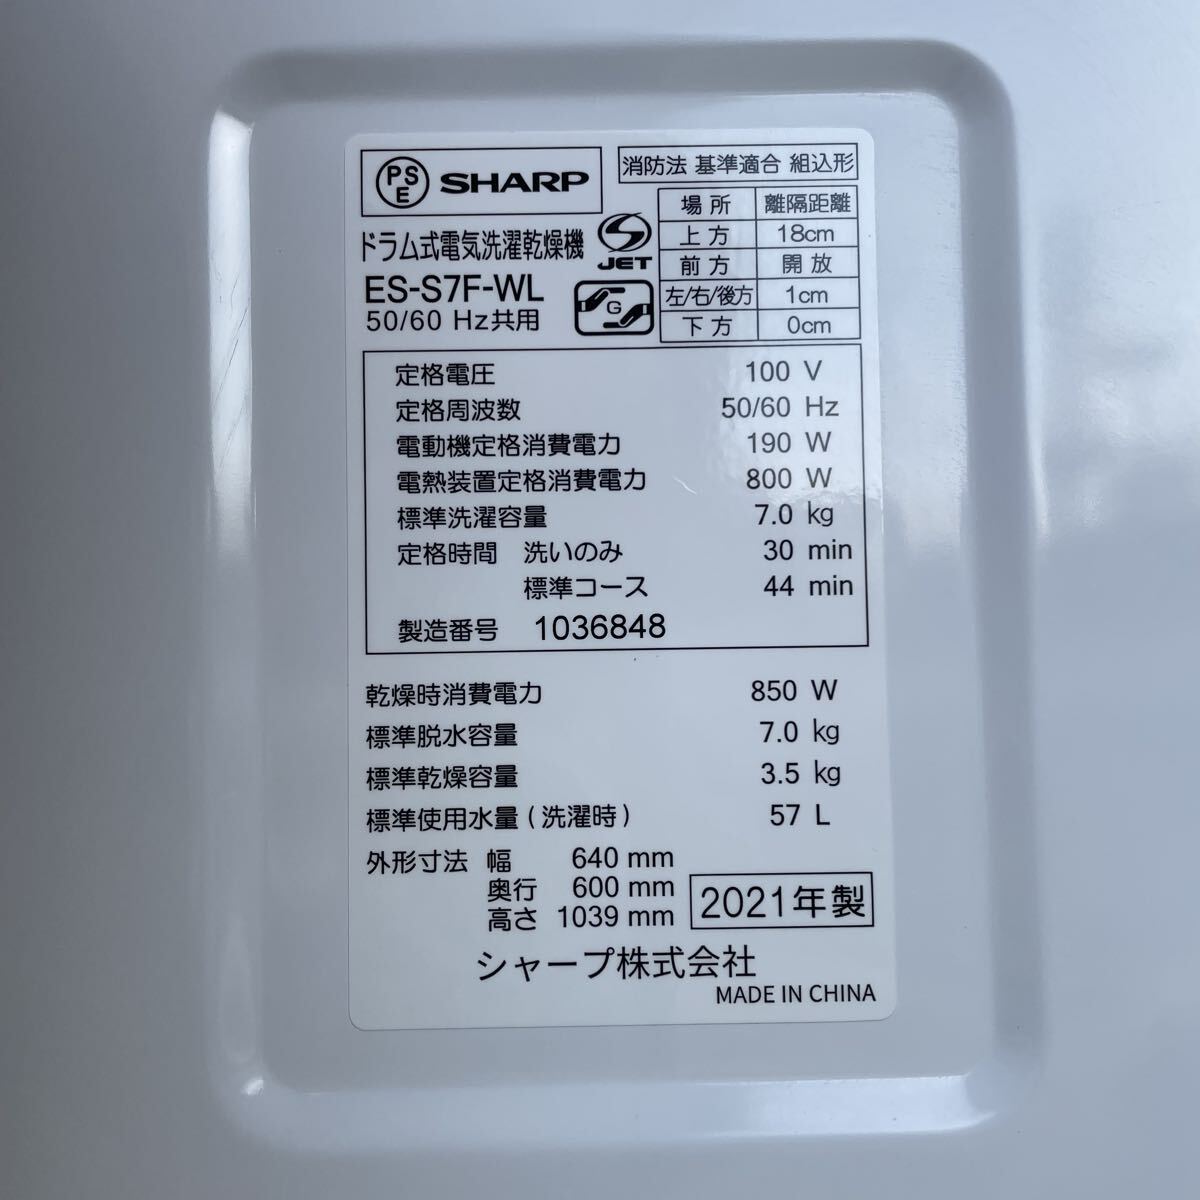 PSE SHARP
消防法 基準適合 組込形
場所 離隔距離
上方 18cm
前方 開放
左/右/後方 1cm
下方 0cm
ドラム式電気洗濯乾燥機
JET
ES-S7F-WL
G
50/60 Hz共用
定格電圧 100 V
定格周波数 50/60 Hz
電動機定格消費電力 190 W
電熱装置定格消費電力 800 W
標準洗濯容量 7.0 kg
定格時間 洗いのみ 30 min
標準コース 44 min
製造番号 1036848
乾燥時消費電力 850 W
標準脱水容量 7.0 kg
標準乾燥容量 3.5 kg
標準使用水量(洗濯時) 57 L
外形寸法 幅 640 mm
奥行 600 mm
高さ 1039 mm
2021年製
シャープ株式会社
MADE IN CHINA